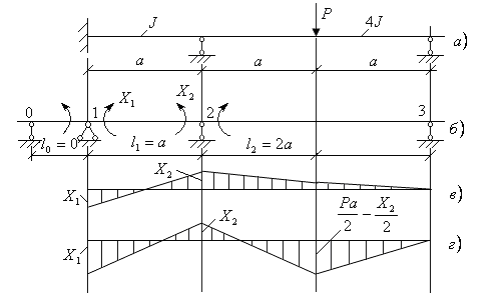 P
J 4J а)
a a a
0 X₁ 1 X₂ 2 3 б)
l₀ = 0 l₁ = a l₂ = 2a
X₂
X₁ в)
X₂ Pa/2 − X₂/2
X₁ г)